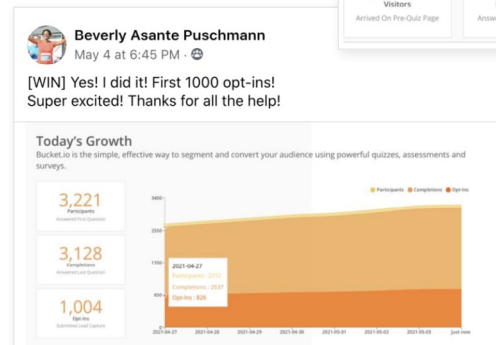 Visitors
Arrived On Pre-Quiz Page
Answ
Beverly Asante Puschmann
May 4 at 6:45 PM ·
[WIN] Yes! I did it! First 1000 opt-ins!
Super excited! Thanks for all the help!
Today's Growth
Bucket.io is the simple, effective way to segment and convert your audience using powerful quizzes, assessments and
surveys.
Participants Completions Opt-Ins
3,221
Participants
Answered First Question
3,128
Completions
Answered Last Question
1,004
Opt-Ins
Submitted Lead Capture
3400
2550
1700
850
0
2021-04-27
Participants : 2712
Completions : 2637
Opt-Ins : 826
2021-04-27 2021-04-28 2021-04-29 2021-04-30 2021-05-01 2021-05-02 2021-05-03 Just now